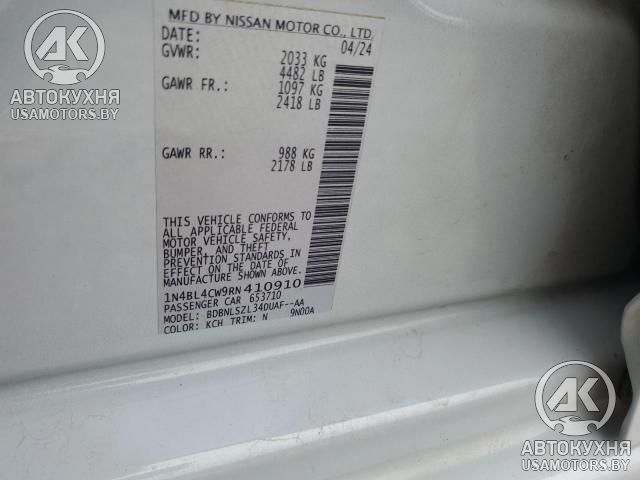 MFD BY NISSAN MOTOR CO., LTD.
DATE: 04/24
GVWR: 2033 KG
4482 LB
GAWR FR.: 1097 KG
2418 LB
GAWR RR.: 988 KG
2178 LB
THIS VEHICLE CONFORMS TO
ALL APPLICABLE FEDERAL
MOTOR VEHICLE SAFETY,
BUMPER, AND THEFT
PREVENTION STANDARDS
IN EFFECT ON THE DATE OF
MANUFACTURE SHOWN ABOVE.
1N4BL4CW9RN410910
PASSENGER CAR 653710
MODEL: BDBNLSZL34DUAF--AA
COLOR: KCH TRIM: N 9N00A
AK
АВТОКУХНЯ
USAMOTORS.BY
AK
АВТОКУХНЯ
USAMOTORS.BY